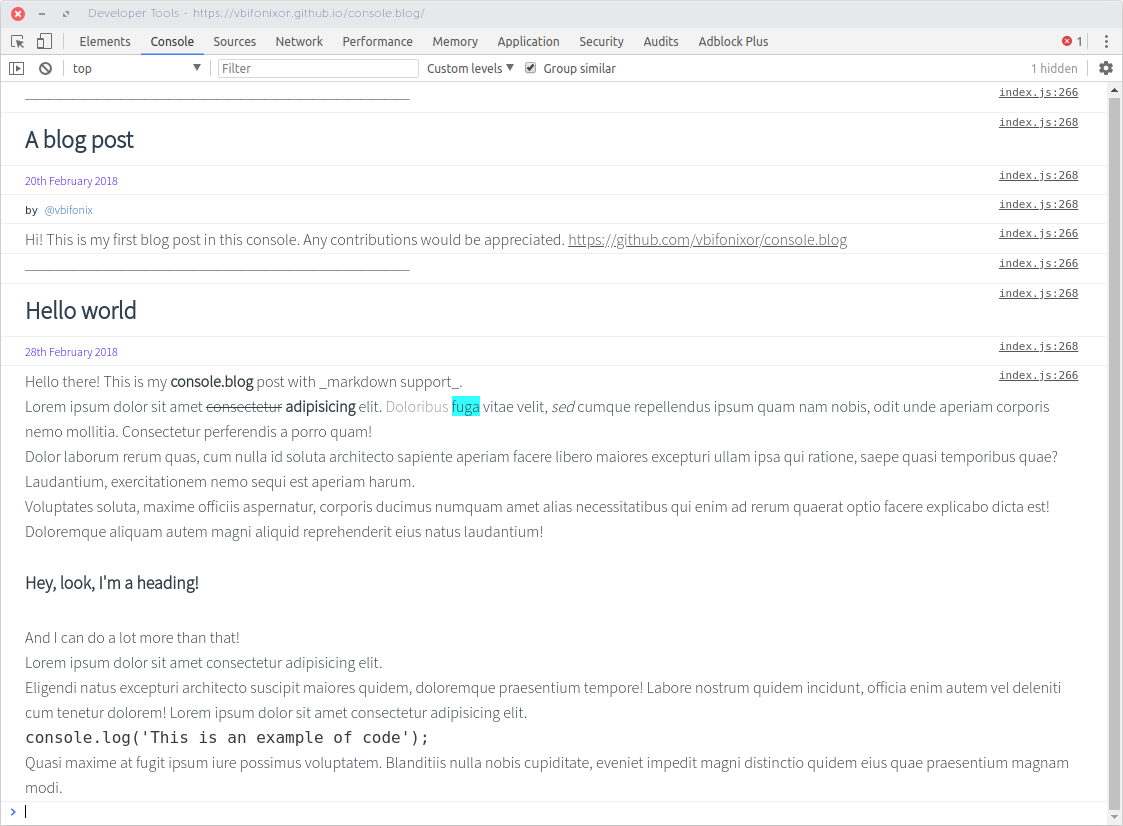 Developer Tools - https://vbifonixor.github.io/console.blog/
Elements Console Sources Network Performance Memory Application Security Audits Adblock Plus 1
top Filter Custom levels Group similar 1 hidden
________________________________________________ index.js:266
A blog post index.js:268
20th February 2018 index.js:268
by @vbifonix index.js:268
Hi! This is my first blog post in this console. Any contributions would be appreciated. https://github.com/vbifonixor/console.blog index.js:266
________________________________________________ index.js:266
Hello world index.js:268
28th February 2018 index.js:268
Hello there! This is my console.blog post with _markdown support_. index.js:266
Lorem ipsum dolor sit amet consectetur adipisicing elit. Doloribus fuga vitae velit, sed cumque repellendus ipsum quam nam nobis, odit unde aperiam corporis
nemo mollitia. Consectetur perferendis a porro quam!
Dolor laborum rerum quas, cum nulla id soluta architecto sapiente aperiam facere libero maiores excepturi ullam ipsa qui ratione, saepe quasi temporibus quae?
Laudantium, exercitationem nemo sequi est aperiam harum.
Voluptates soluta, maxime officiis aspernatur, corporis ducimus numquam amet alias necessitatibus qui enim ad rerum quaerat optio facere explicabo dicta est!
Doloremque aliquam autem magni aliquid reprehenderit eius natus laudantium!
Hey, look, I'm a heading!
And I can do a lot more than that!
Lorem ipsum dolor sit amet consectetur adipisicing elit.
Eligendi natus excepturi architecto suscipit maiores quidem, doloremque praesentium tempore! Labore nostrum quidem incidunt, officia enim autem vel deleniti
cum tenetur dolorem! Lorem ipsum dolor sit amet consectetur adipisicing elit.
console.log('This is an example of code');
Quasi maxime at fugit ipsum iure possimus voluptatem. Blanditiis nulla nobis cupiditate, eveniet impedit magni distinctio quidem eius quae praesentium magnam
modi.